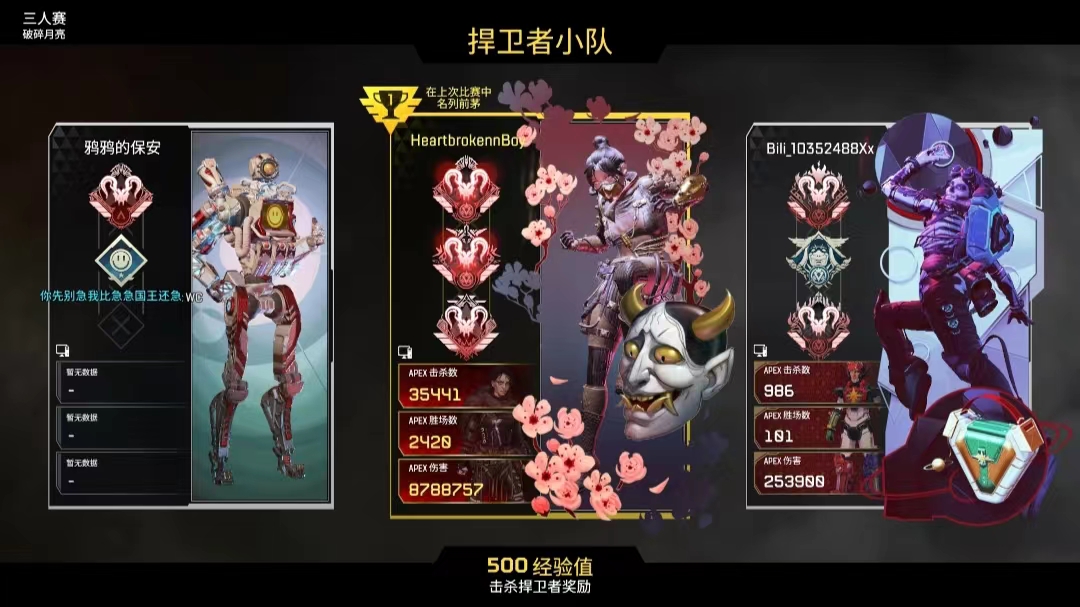 三人赛
破碎月亮
捍卫者小队
鸦鸦的保安
你先别急我比急急国王还急:WC
暂无数据
-
暂无数据
-
暂无数据
-
1
在上次比赛中
名列前茅
HeartbrokennBoy
APEX 击杀数
35441
APEX 胜场数
2420
APEX 伤害
8788757
Bili_10352488Xx
APEX 击杀数
986
APEX 胜场数
101
APEX 伤害
253900
500 经验值
击杀捍卫者奖励